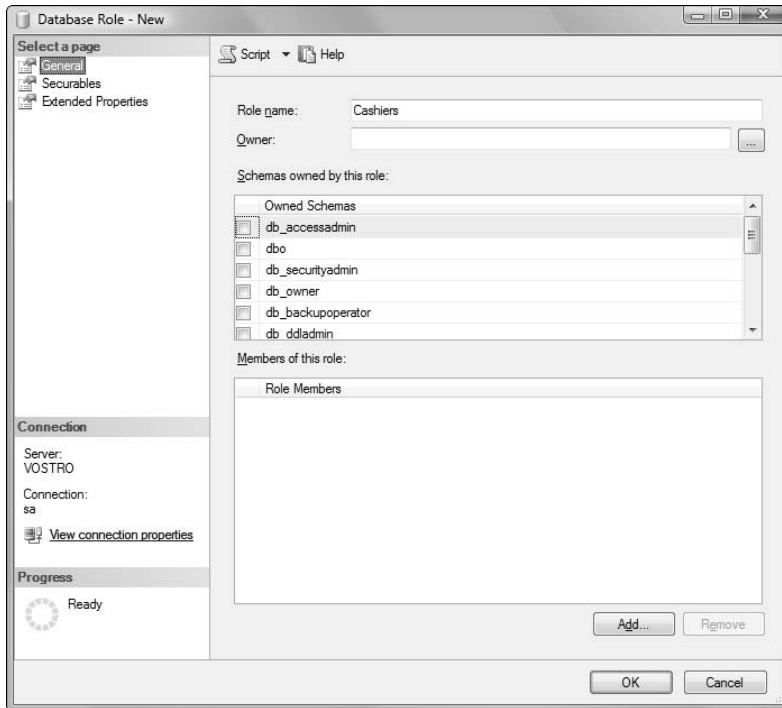 Database Role - New
Select a page
General
Securables
Extended Properties
Script
Help
Role name:
Cashiers
Owner:
...
Schemas owned by this role:
Owned Schemas
db_accessadmin
dbo
db_securityadmin
db_owner
db_backupoperator
db_ddladmin
Members of this role:
Role Members
Connection
Server:
VOSTRO
Connection:
sa
View connection properties
Progress
Ready
Add...
Remove
OK
Cancel